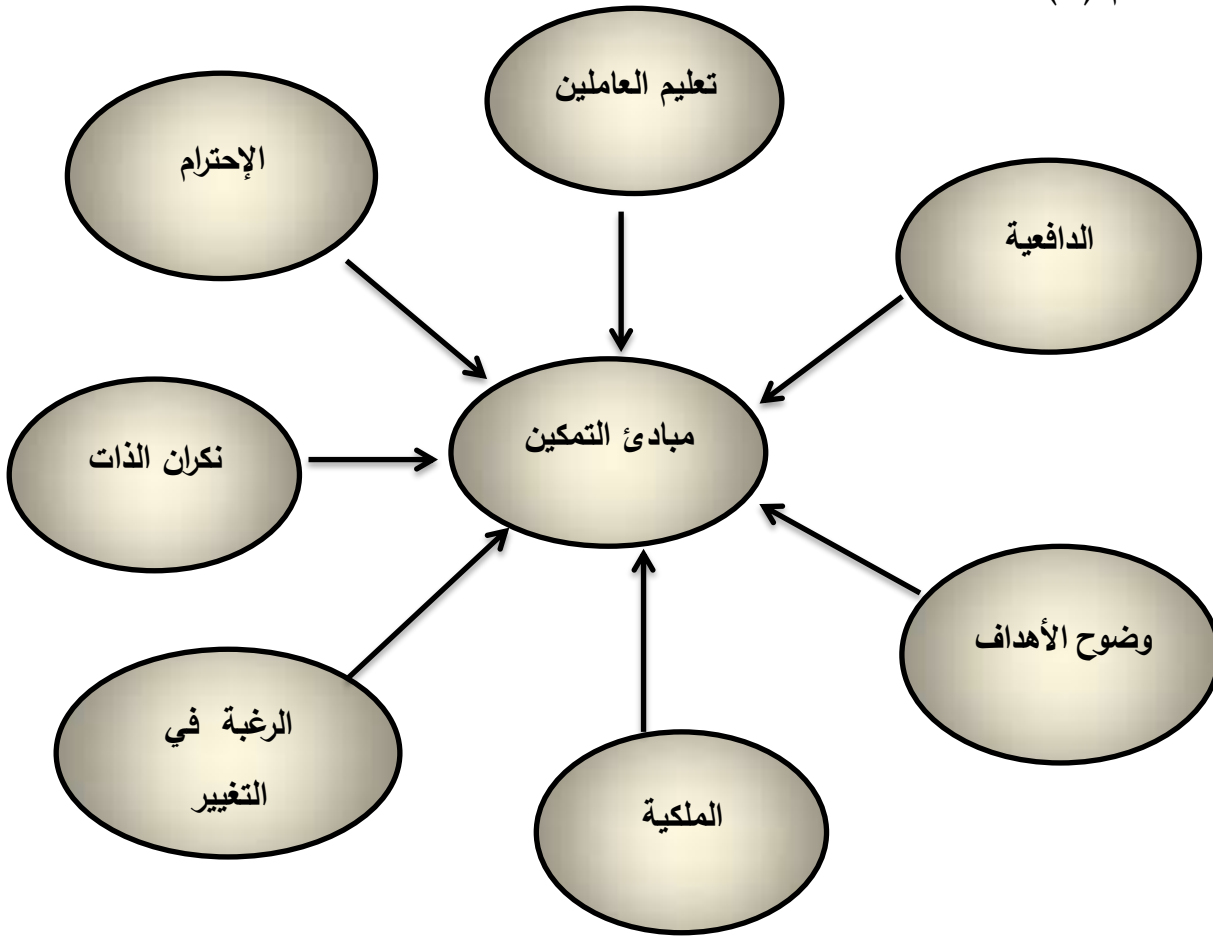 تعليم العاملين
الإحترام
الدافعية
مبادئ التمكين
نكران الذات
وضوح الأهداف
الرغبة في
التغيير
الملكية